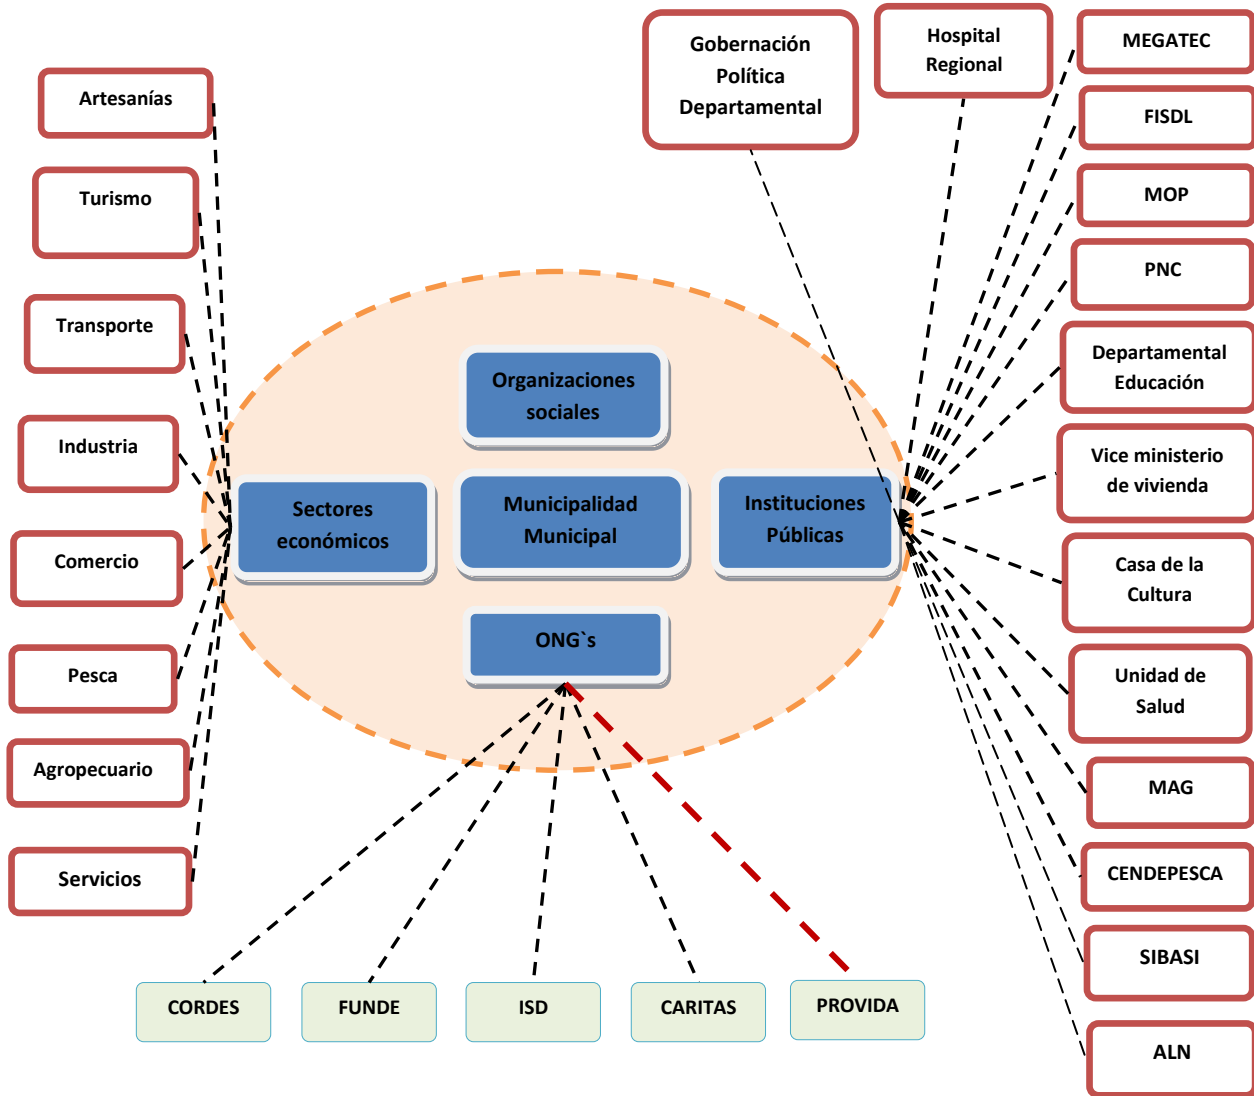 Gobernación
Política
Departamental
Hospital
Regional
MEGATEC
FISDL
MOP
PNC
Departamental
Educación
Vice ministerio
de vivienda
Casa de la
Cultura
Unidad de
Salud
MAG
CENDEPESCA
SIBASI
ALN
Artesanías
Turismo
Transporte
Industria
Comercio
Pesca
Agropecuario
Servicios
Organizaciones
sociales
Sectores
económicos
Municipalidad
Municipal
Instituciones
Públicas
ONG`s
CORDES
FUNDE
ISD
CARITAS
PROVIDA